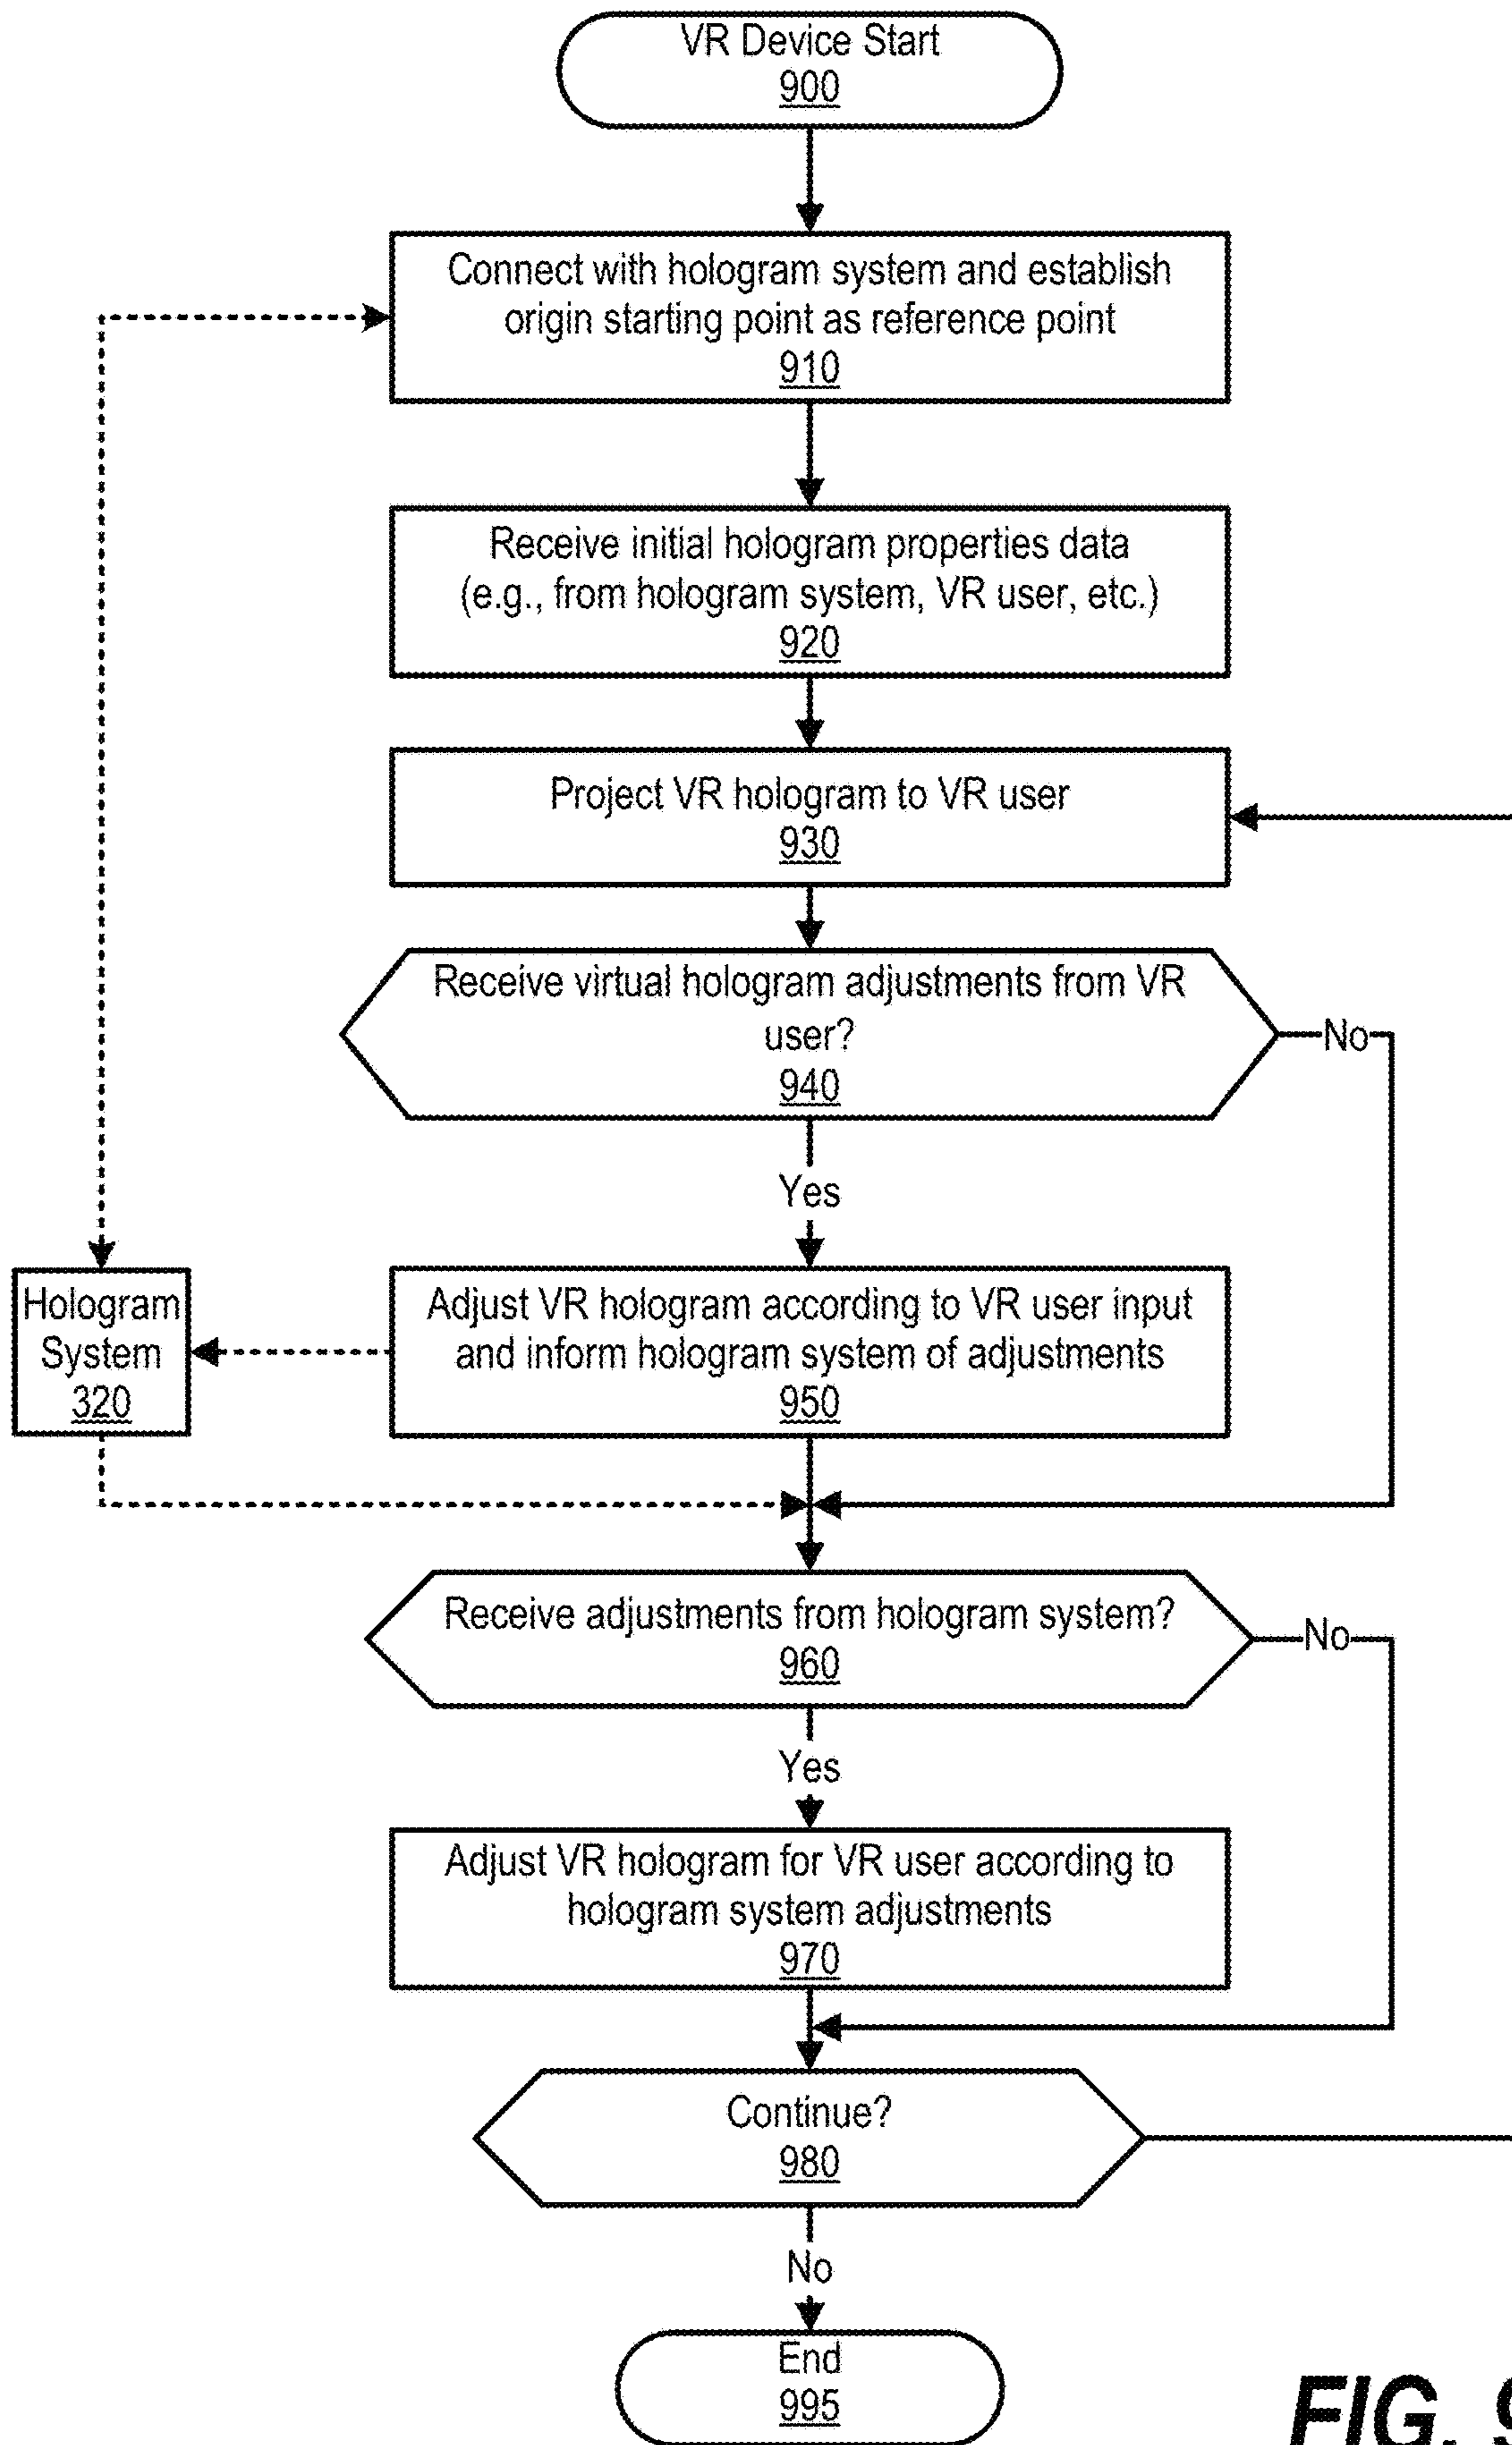 VR Device Start
900
Connect with hologram system and establish
origin starting point as reference point
910
Receive initial hologram properties data
(e.g., from hologram system, VR user, etc.)
920
Project VR hologram to VR user
930
Receive virtual hologram adjustments from VR
user?
940
No
Yes
Hologram
System
320
Adjust VR hologram according to VR user input
and inform hologram system of adjustments
950
Receive adjustments from hologram system?
960
No
Yes
Adjust VR hologram for VR user according to
hologram system adjustments
970
Continue?
980
No
End
995
FIG. 9